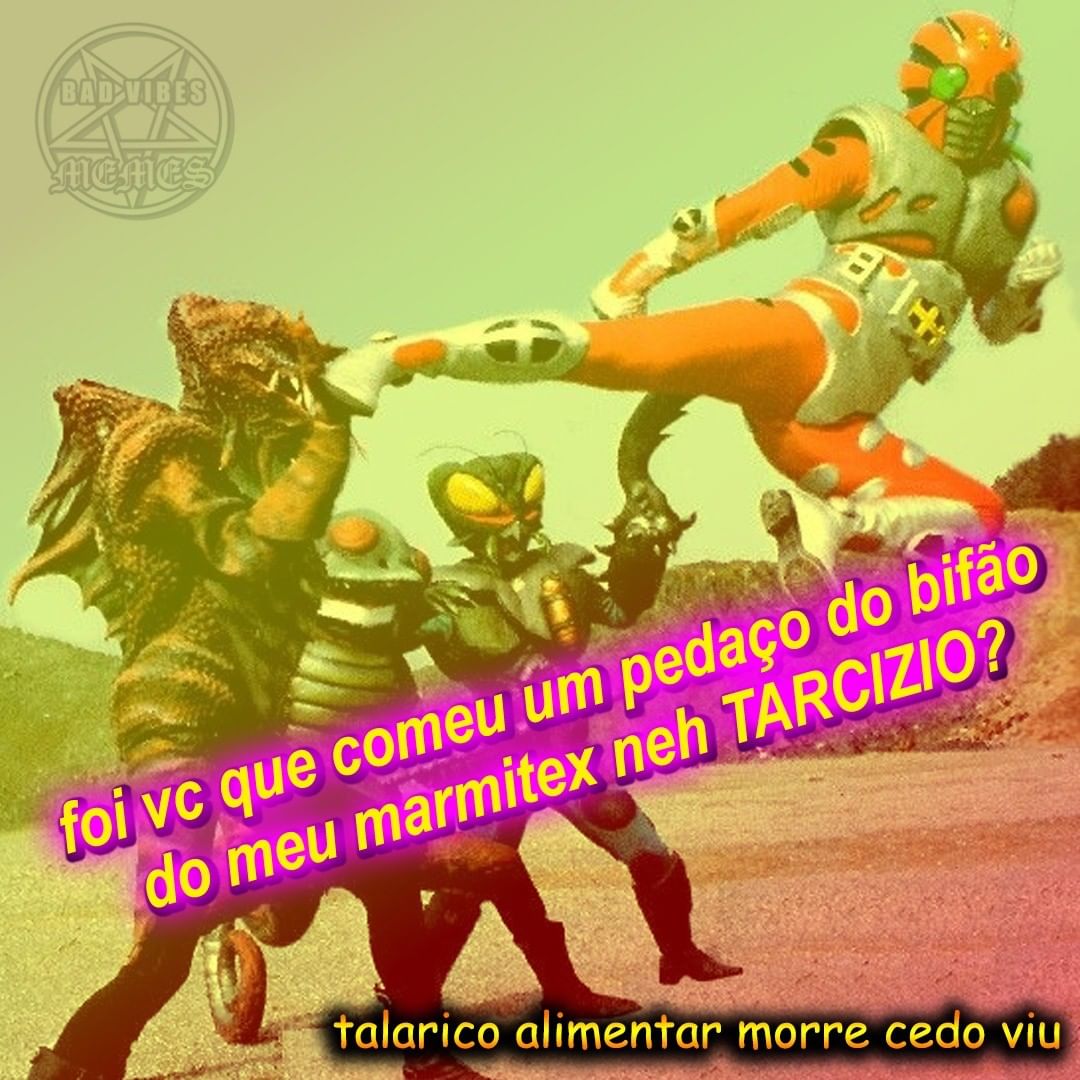 BAD VIBES
MEMES
foi vc que comeu um pedaço do bifão
do meu marmitex neh TARCIZIO?
talarico alimentar morre cedo viu